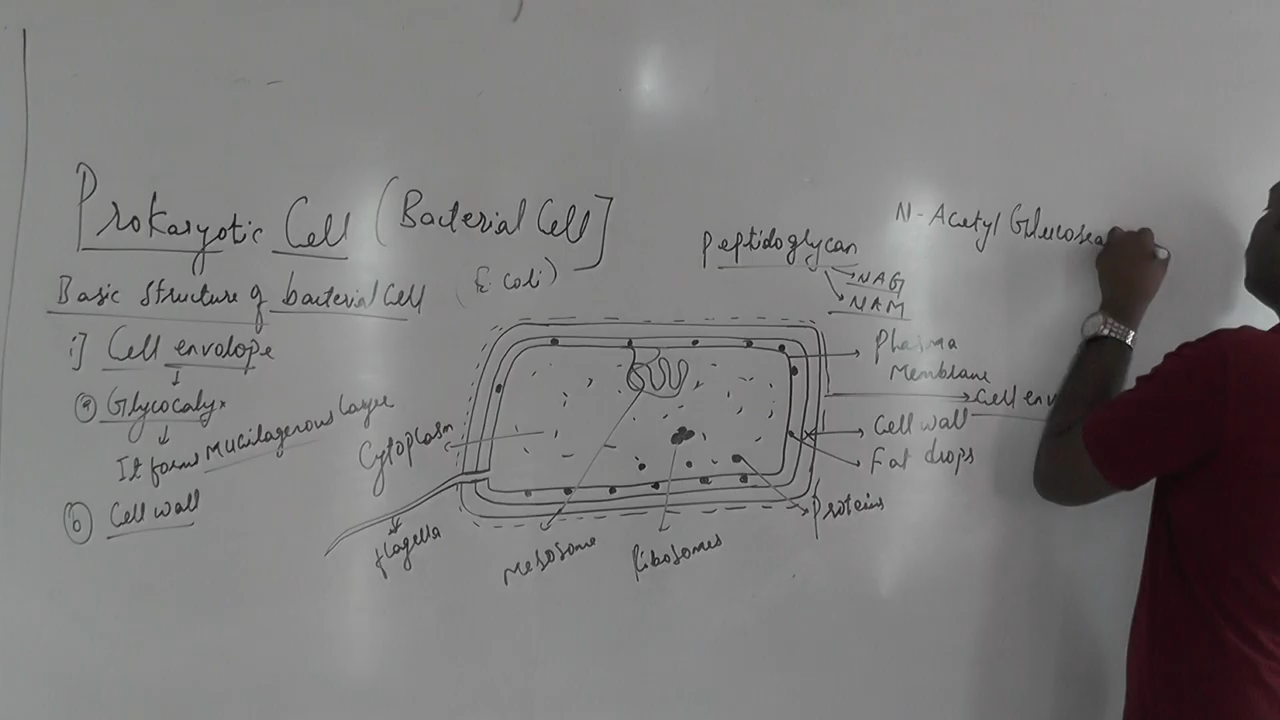 Prokaryotic Cell (Bacterial Cell]
Basic Structure of bacterial Cell (E coli)
i] Cell envelope
ⓐ Glycocalyx
It forms Mucilagenous layer
ⓑ Cell wall
Peptidoglycan
NAG
NAM
N-Acetyl Glucosea
Plasma
Membrane
Cell env
Cell wall
Fat drops
Proteins
Cytoplasm
flagella
Mesosome
Ribosomes